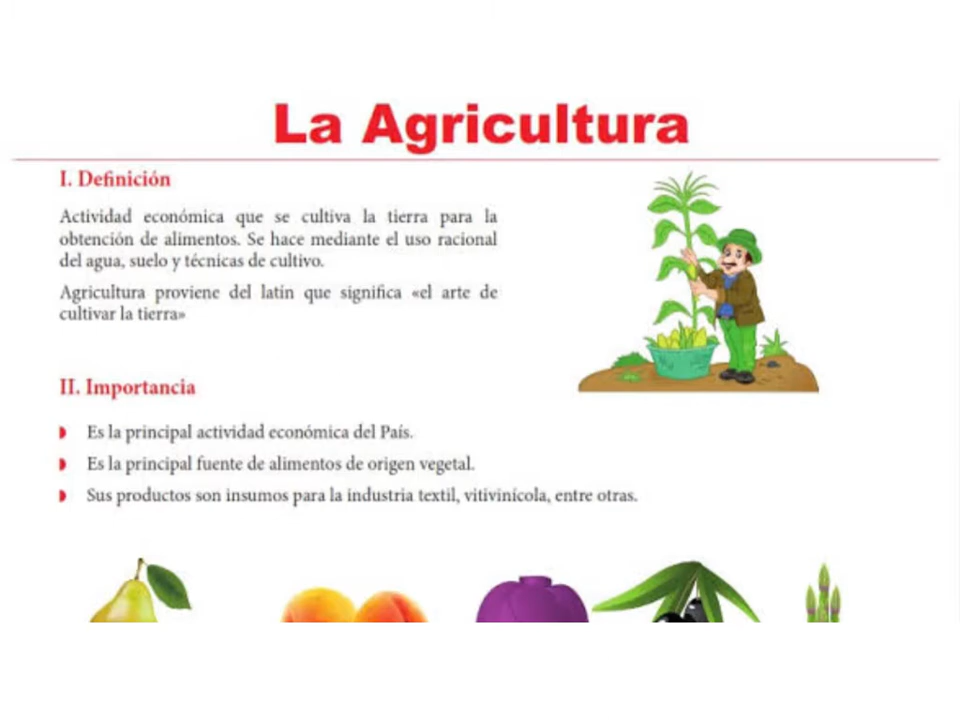 La Agricultura
I. Definición
Actividad económica que se cultiva la tierra para la
obtención de alimentos. Se hace mediante el uso racional
del agua, suelo y técnicas de cultivo.
Agricultura proviene del latín que significa «el arte de
cultivar la tierra»
II. Importancia
Es la principal actividad económica del País.
Es la principal fuente de alimentos de origen vegetal.
Sus productos son insumos para la industria textil, vitivinícola, entre otras.